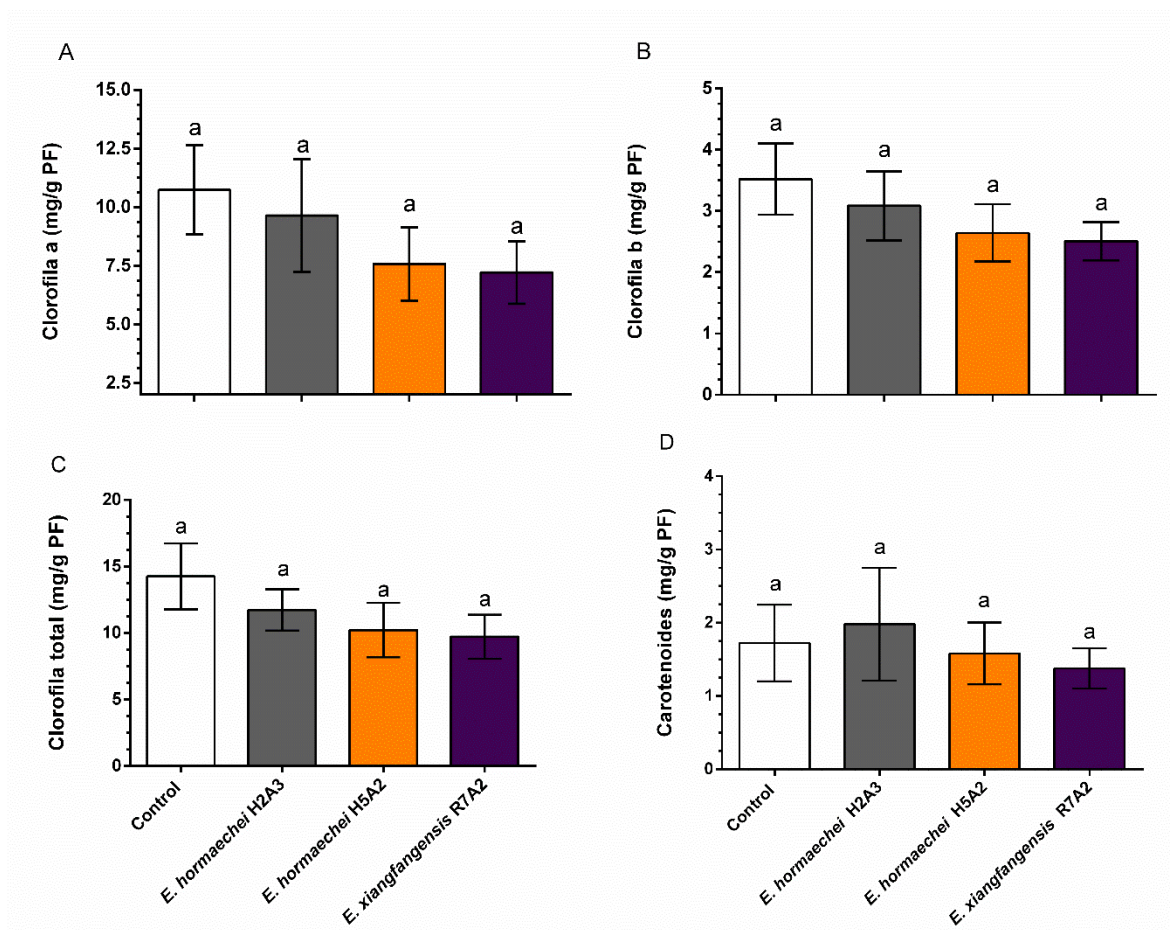 A
Clorofila a (mg/g PF)
15.0
12.5
10.0
7.5
5.0
2.5
a
a
a
a
B
Clorofila b (mg/g PF)
5
4
3
2
1
0
a
a
a
a
C
Clorofila total (mg/g PF)
20
15
10
5
0
a
a
a
a
Control
E. hormaechei H2A3
E. hormaechei H5A2
E. xiangfangensis R7A2
D
Carotenoides (mg/g PF)
4
3
2
1
0
a
a
a
a
Control
E. hormaechei H2A3
E. hormaechei H5A2
E. xiangfangensis R7A2